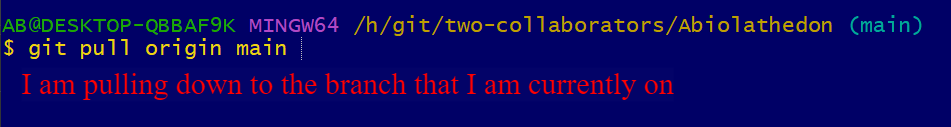 AB@DESKTOP-QBBAF9K MINGW64 /h/git/two-collaborators/Abiolathedon (main)
$ git pull origin main
I am pulling down to the branch that I am currently on